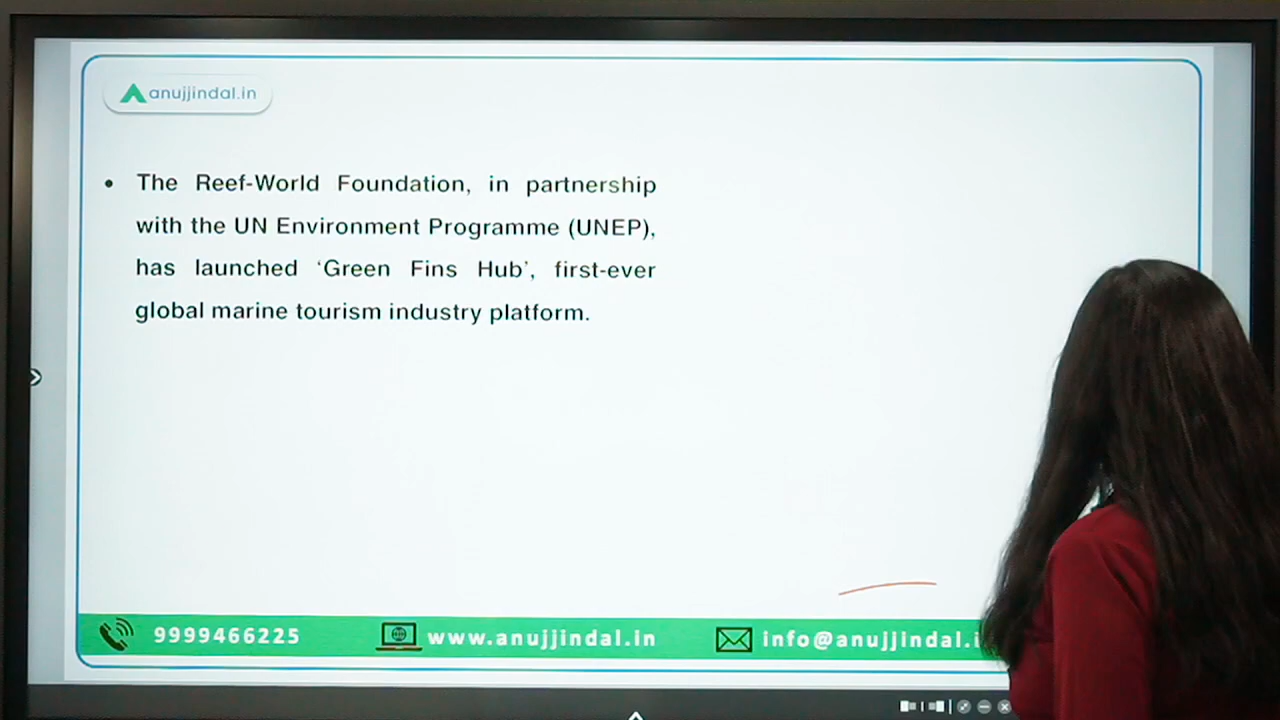 anujjindal.in
• The Reef-World Foundation, in partnership
with the UN Environment Programme (UNEP),
has launched ‘Green Fins Hub’, first-ever
global marine tourism industry platform.
9999466225 www.anujjindal.in info@anujjindal.i